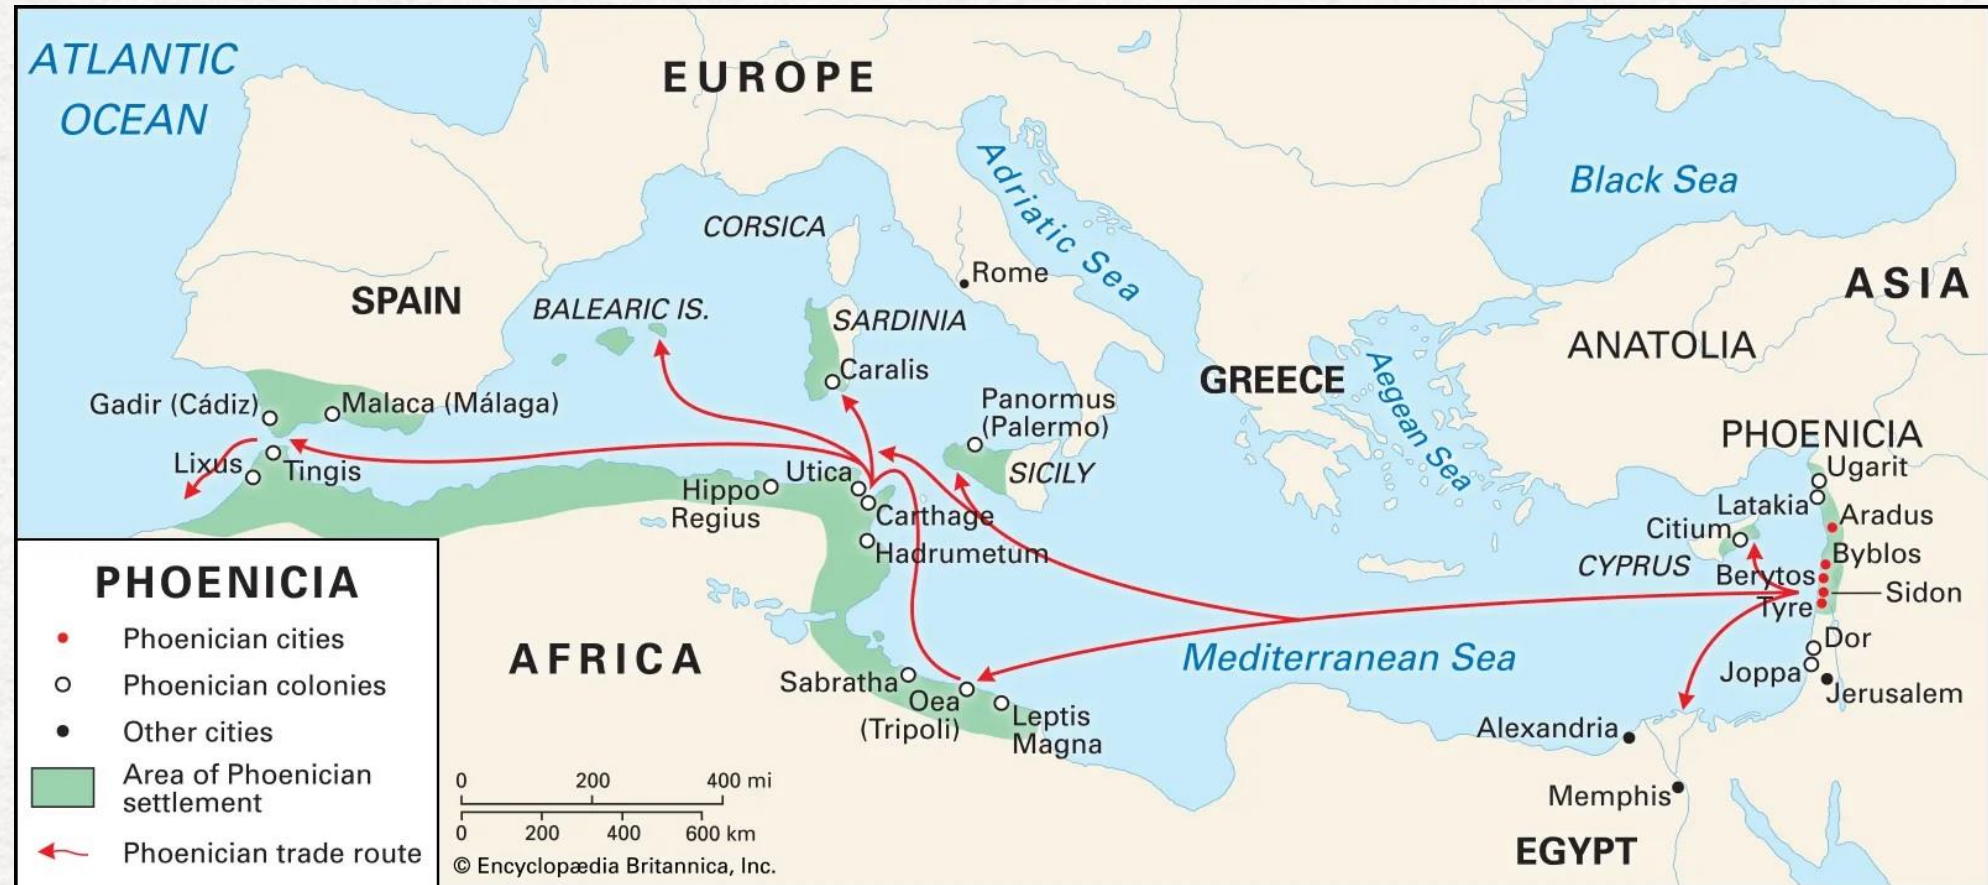 ATLANTIC
OCEAN
EUROPE
Black Sea
Adriatic Sea
CORSICA
Rome
ASIA
SPAIN
BALEARIC IS.
SARDINIA
ANATOLIA
Caralis
GREECE
Aegean Sea
Gadir (Cádiz)
Malaca (Málaga)
Panormus
(Palermo)
PHOENICIA
Lixus
Tingis
Utica
SICILY
Ugarit
Hippo
Regius
Latakia
Carthage
Aradus
Citium
Hadrumetum
Byblos
CYPRUS
Berytos
Sidon
Tyre
Dor
AFRICA
Mediterranean Sea
Joppa
Jerusalem
Sabratha
Oea
(Tripoli)
Leptis
Magna
Alexandria
Memphis
EGYPT
PHOENICIA
Phoenician cities
Phoenician colonies
Other cities
Area of Phoenician
settlement
Phoenician trade route
0 200 400 mi
0 200 400 600 km
© Encyclopædia Britannica, Inc.